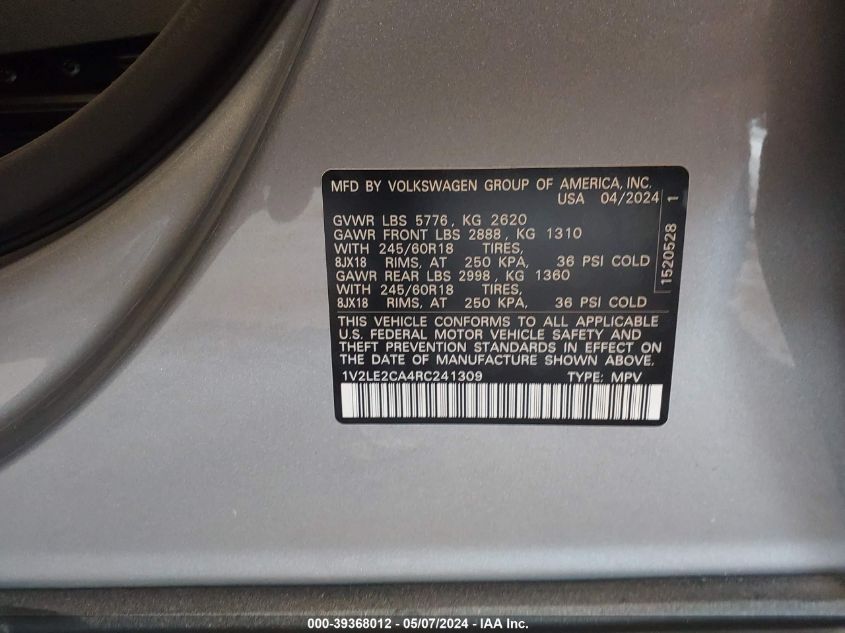 MFD BY VOLKSWAGEN GROUP OF AMERICA, INC.
USA 04/2024
GVWR LBS 5776 , KG 2620
GAWR FRONT LBS 2888 , KG 1310
WITH 245/60R18 TIRES,
8JX18 RIMS, AT 250 KPA, 36 PSI COLD
GAWR REAR LBS 2998 , KG 1360
WITH 245/60R18 TIRES,
8JX18 RIMS, AT 250 KPA, 36 PSI COLD
1520528 1
THIS VEHICLE CONFORMS TO ALL APPLICABLE
U.S. FEDERAL MOTOR VEHICLE SAFETY AND
THEFT PREVENTION STANDARDS IN EFFECT ON
THE DATE OF MANUFACTURE SHOWN ABOVE.
1V2LE2CA4RC241309 TYPE: MPV
000-39368012 - 05/07/2024 - IAA Inc.